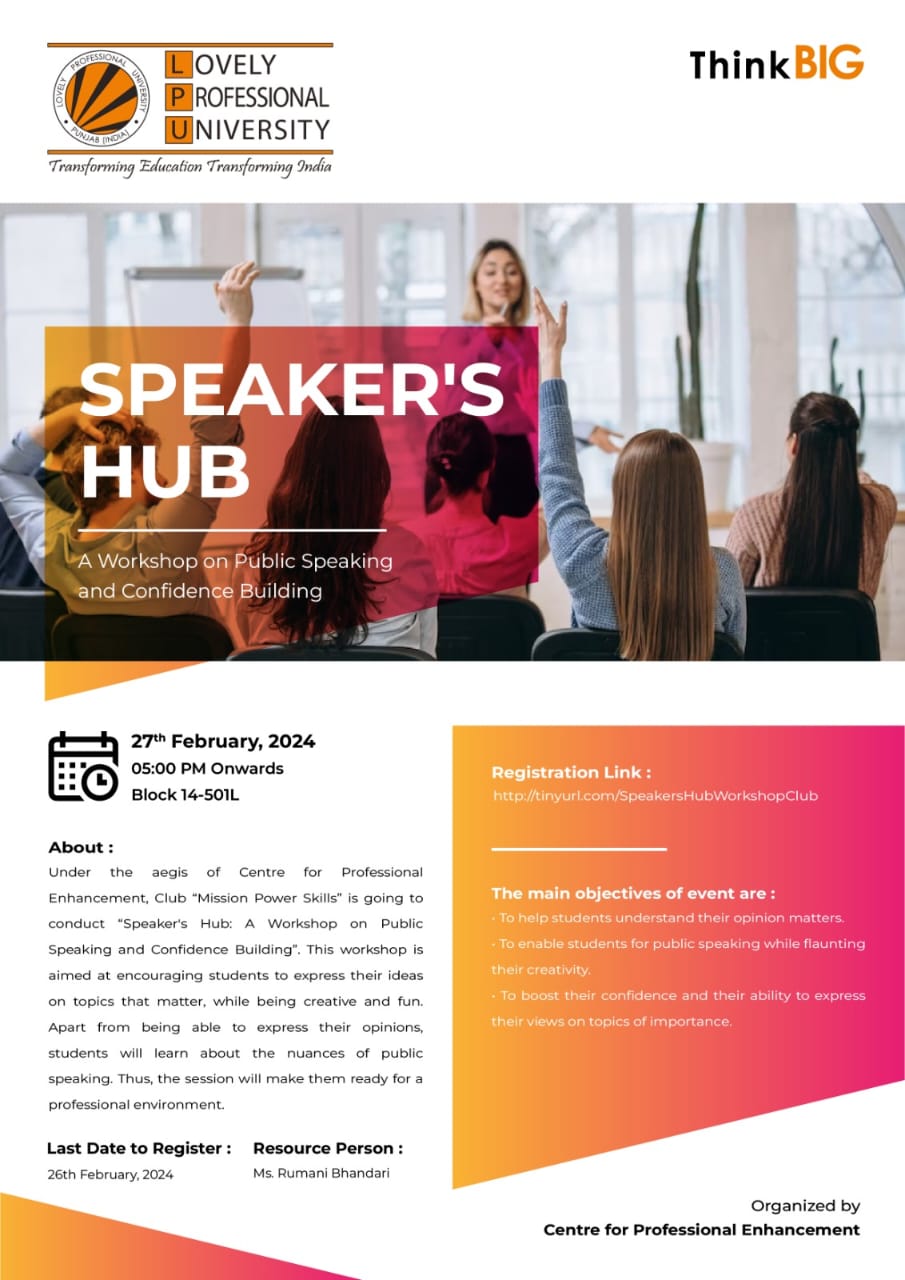 LOVELY PROFESSIONAL UNIVERSITY
PUNJAB (INDIA)
LOVELY
PROFESSIONAL
UNIVERSITY
Transforming Education Transforming India
Think BIG
SPEAKER'S
HUB
A Workshop on Public Speaking
and Confidence Building
27th February, 2024
05:00 PM Onwards
Block 14-501L
About :
Under the aegis of Centre for Professional
Enhancement, Club “Mission Power Skills” is going to
conduct “Speaker's Hub: A Workshop on Public
Speaking and Confidence Building”. This workshop is
aimed at encouraging students to express their ideas
on topics that matter, while being creative and fun.
Apart from being able to express their opinions,
students will learn about the nuances of public
speaking. Thus, the session will make them ready for a
professional environment.
Last Date to Register :
26th February, 2024
Resource Person :
Ms. Rumani Bhandari
Registration Link :
http://tinyurl.com/SpeakersHubWorkshopClub
The main objectives of event are :
• To help students understand their opinion matters.
• To enable students for public speaking while flaunting
their creativity.
• To boost their confidence and their ability to express
their views on topics of importance.
Organized by
Centre for Professional Enhancement